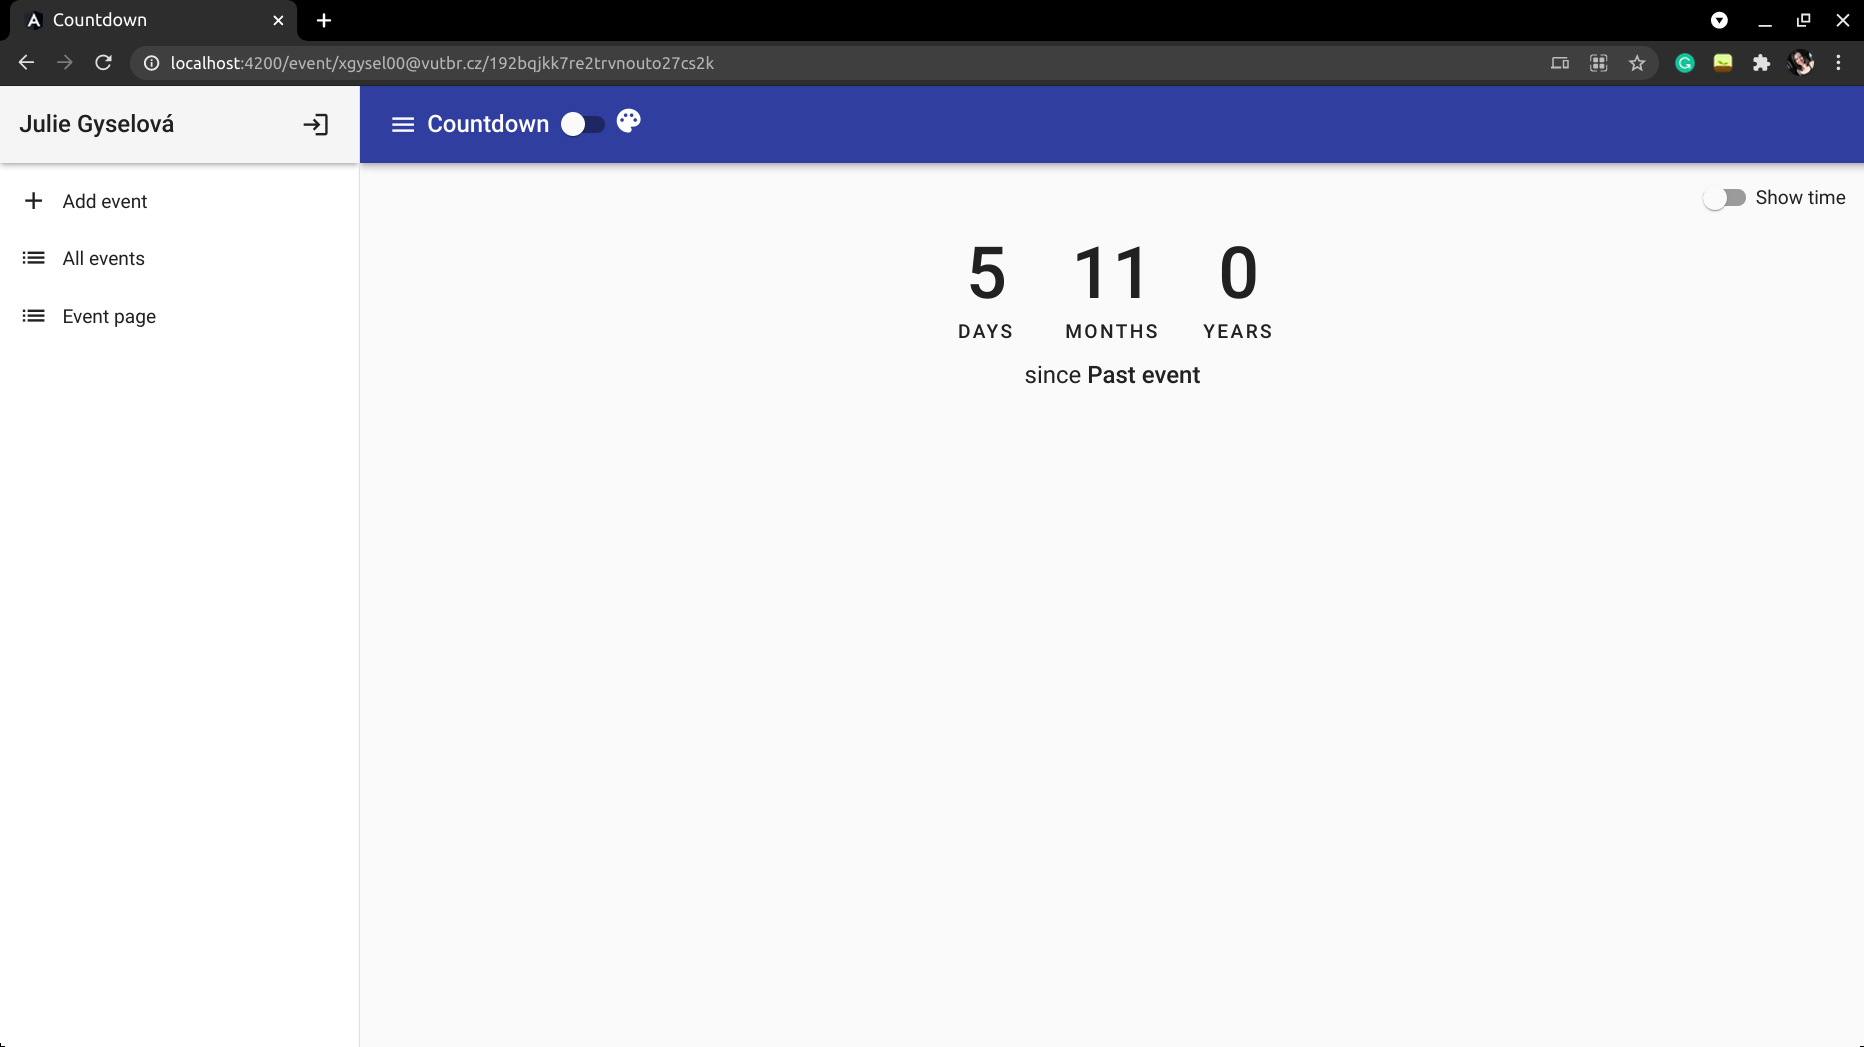 Countdown
localhost:4200/event/xgysel00@vutbr.cz/192bqjkk7re2trvnouto27cs2k
Julie Gyselová
Countdown
Add event
All events
Event page
Show time
5 11 0
DAYS MONTHS YEARS
since Past event